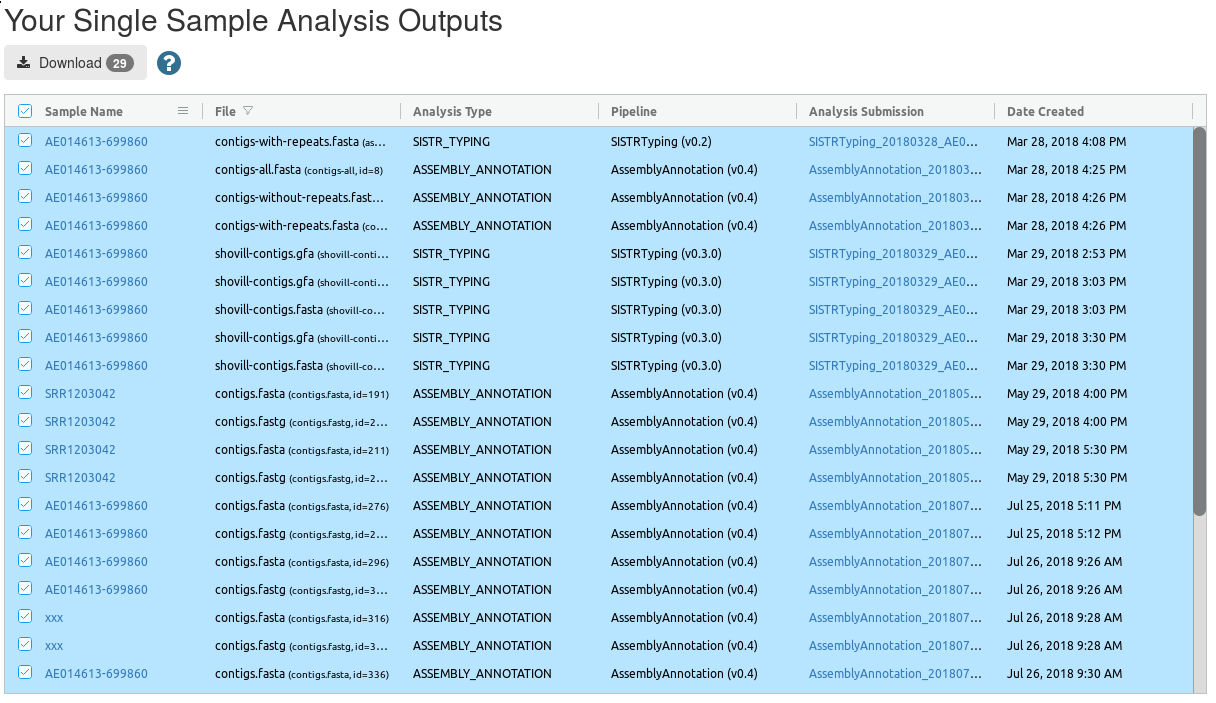 Your Single Sample Analysis Outputs
Download 29 ?
Sample Name File Analysis Type Pipeline Analysis Submission Date Created
AE014613-699860 contigs-with-repeats.fasta (as... SISTR_TYPING SISTRTyping (v0.2) SISTRTyping_20180328_AE0... Mar 28, 2018 4:08 PM
AE014613-699860 contigs-all.fasta (contigs-all, id=8) ASSEMBLY_ANNOTATION AssemblyAnnotation (v0.4) AssemblyAnnotation_201803... Mar 28, 2018 4:25 PM
AE014613-699860 contigs-without-repeats.fast... ASSEMBLY_ANNOTATION AssemblyAnnotation (v0.4) AssemblyAnnotation_201803... Mar 28, 2018 4:26 PM
AE014613-699860 contigs-with-repeats.fasta (co... ASSEMBLY_ANNOTATION AssemblyAnnotation (v0.4) AssemblyAnnotation_201803... Mar 28, 2018 4:26 PM
AE014613-699860 shovill-contigs.gfa (shovill-conti... SISTR_TYPING SISTRTyping (v0.3.0) SISTRTyping_20180329_AE0... Mar 29, 2018 2:53 PM
AE014613-699860 shovill-contigs.gfa (shovill-conti... SISTR_TYPING SISTRTyping (v0.3.0) SISTRTyping_20180329_AE0... Mar 29, 2018 3:03 PM
AE014613-699860 shovill-contigs.fasta (shovill-co... SISTR_TYPING SISTRTyping (v0.3.0) SISTRTyping_20180329_AE0... Mar 29, 2018 3:03 PM
AE014613-699860 shovill-contigs.gfa (shovill-conti... SISTR_TYPING SISTRTyping (v0.3.0) SISTRTyping_20180329_AE0... Mar 29, 2018 3:30 PM
AE014613-699860 shovill-contigs.fasta (shovill-co... SISTR_TYPING SISTRTyping (v0.3.0) SISTRTyping_20180329_AE0... Mar 29, 2018 3:30 PM
SRR1203042 contigs.fasta (contigs.fasta, id=191) ASSEMBLY_ANNOTATION AssemblyAnnotation (v0.4) AssemblyAnnotation_201805... May 29, 2018 4:00 PM
SRR1203042 contigs.fastg (contigs.fastg, id=2... ASSEMBLY_ANNOTATION AssemblyAnnotation (v0.4) AssemblyAnnotation_201805... May 29, 2018 4:00 PM
SRR1203042 contigs.fasta (contigs.fasta, id=211) ASSEMBLY_ANNOTATION AssemblyAnnotation (v0.4) AssemblyAnnotation_201805... May 29, 2018 5:30 PM
SRR1203042 contigs.fastg (contigs.fastg, id=2... ASSEMBLY_ANNOTATION AssemblyAnnotation (v0.4) AssemblyAnnotation_201805... May 29, 2018 5:30 PM
AE014613-699860 contigs.fasta (contigs.fasta, id=276) ASSEMBLY_ANNOTATION AssemblyAnnotation (v0.4) AssemblyAnnotation_201807... Jul 25, 2018 5:11 PM
AE014613-699860 contigs.fastg (contigs.fastg, id=2... ASSEMBLY_ANNOTATION AssemblyAnnotation (v0.4) AssemblyAnnotation_201807... Jul 25, 2018 5:12 PM
AE014613-699860 contigs.fasta (contigs.fasta, id=296) ASSEMBLY_ANNOTATION AssemblyAnnotation (v0.4) AssemblyAnnotation_201807... Jul 26, 2018 9:26 AM
AE014613-699860 contigs.fastg (contigs.fastg, id=3... ASSEMBLY_ANNOTATION AssemblyAnnotation (v0.4) AssemblyAnnotation_201807... Jul 26, 2018 9:26 AM
xxx contigs.fasta (contigs.fasta, id=316) ASSEMBLY_ANNOTATION AssemblyAnnotation (v0.4) AssemblyAnnotation_201807... Jul 26, 2018 9:28 AM
xxx contigs.fastg (contigs.fastg, id=3... ASSEMBLY_ANNOTATION AssemblyAnnotation (v0.4) AssemblyAnnotation_201807... Jul 26, 2018 9:28 AM
AE014613-699860 contigs.fasta (contigs.fasta, id=336) ASSEMBLY_ANNOTATION AssemblyAnnotation (v0.4) AssemblyAnnotation_201807... Jul 26, 2018 9:30 AM